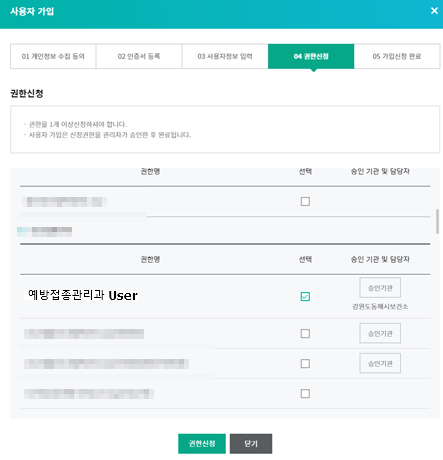 사용자 가입
×
01 개인정보 수집 동의
02 인증서 등록
03 사용자정보 입력
04 권한신청
05 가입신청 완료
권한신청
· 권한을 1개 이상신청하셔야 합니다.
· 사용자 가입은 신청권한을 관리자가 승인한 후 완료됩니다.
권한명 선택 승인 기관 및 담당자
권한명 선택 승인 기관 및 담당자
예방접종관리과 User
승인기관
강원도동해시보건소
승인기관
승인기관
권한신청
닫기